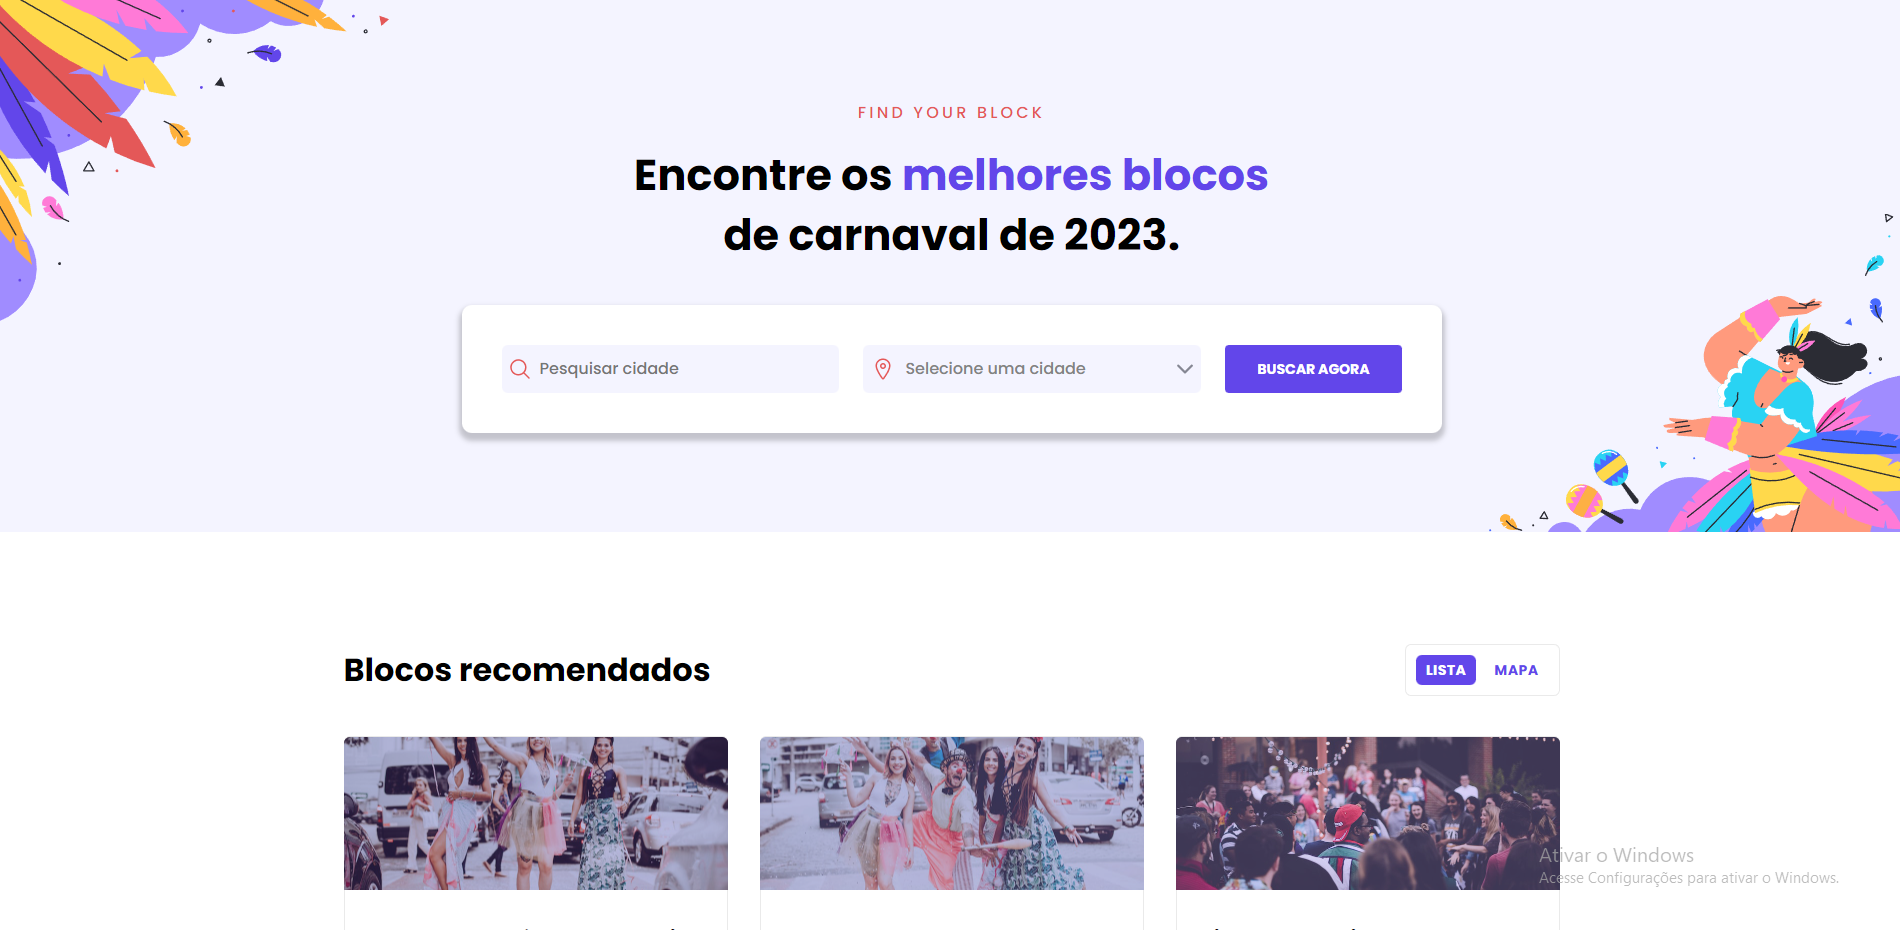 FIND YOUR BLOCK
Encontre os melhores blocos
de carnaval de 2023.
Pesquisar cidade
Selecione uma cidade
BUSCAR AGORA
Blocos recomendados
LISTA
MAPA
Ativar o Windows
Acesse Configurações para ativar o Windows.